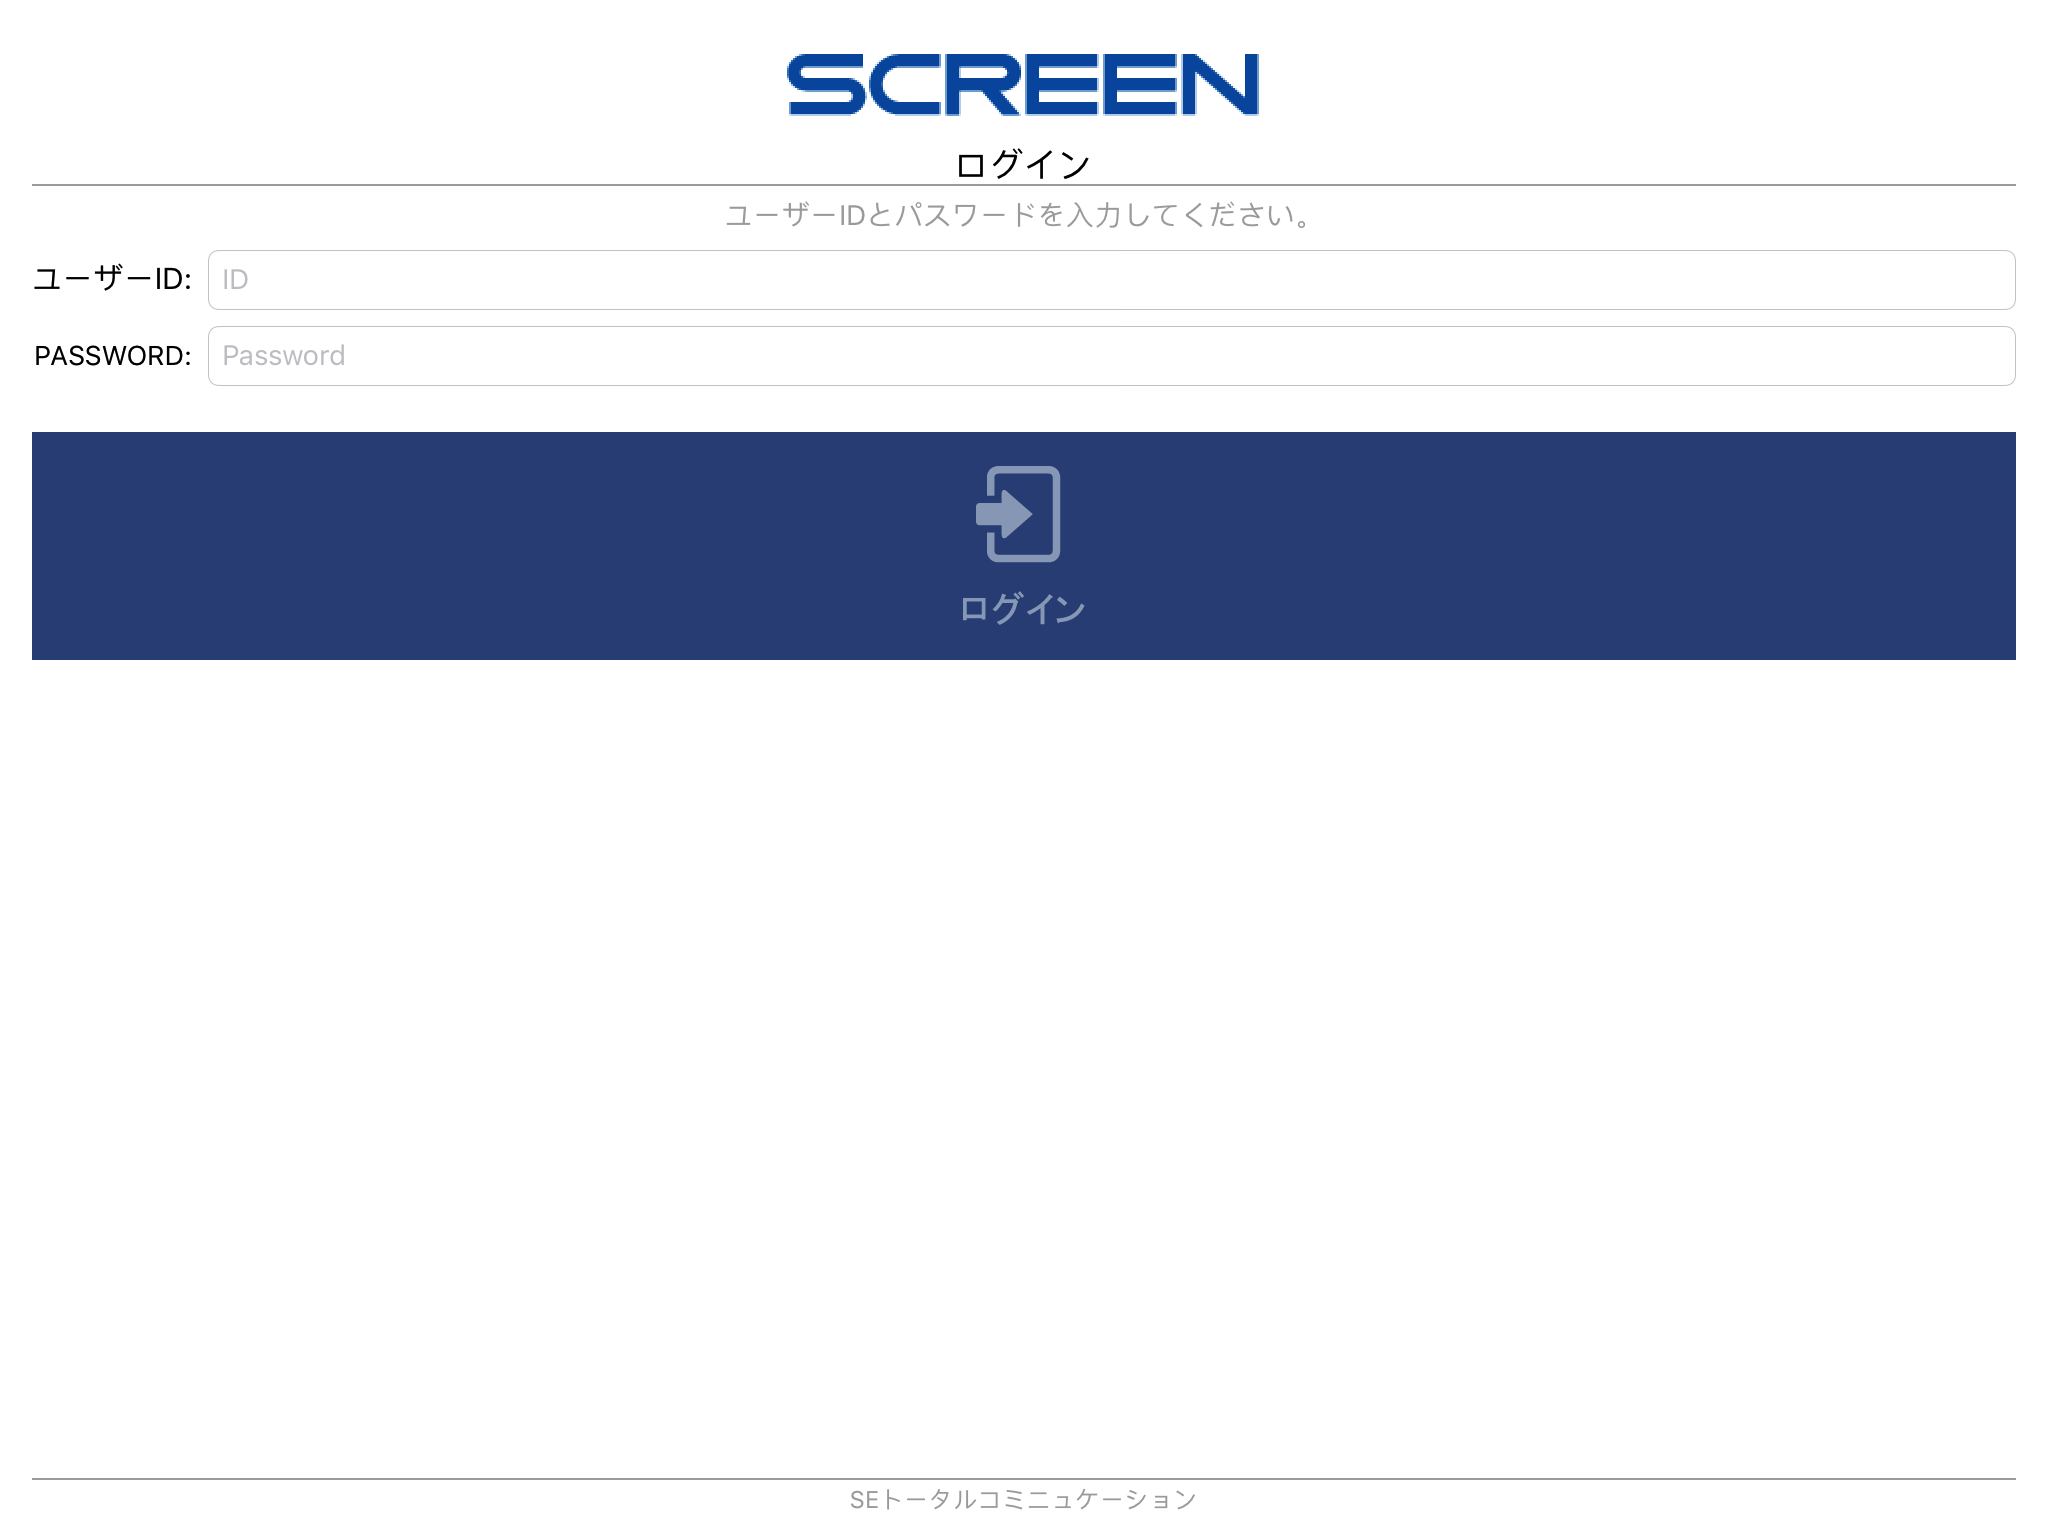 SCREEN
ログイン
ユーザーIDとパスワードを入力してください。
ユーザーID: ID
PASSWORD: Password
ログイン
SEトータルコミニュケーション